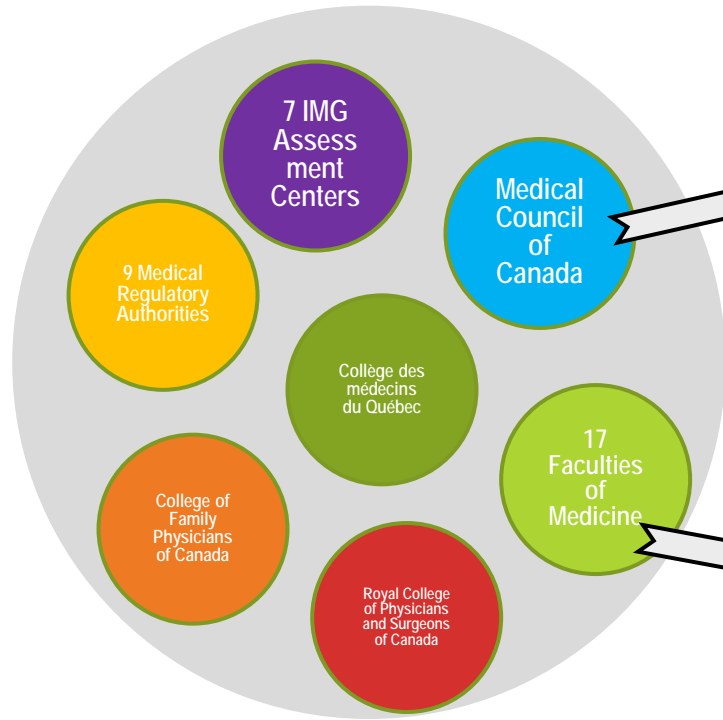 7 IMG
Assess
ment
Centers
Medical
Council
of
Canada
9 Medical
Regulatory
Authorities
Collège des
médecins
du Québec
17
Faculties
of
Medicine
College of
Family
Physicians
of Canada
Royal College
of Physicians
and Surgeons
of Canada